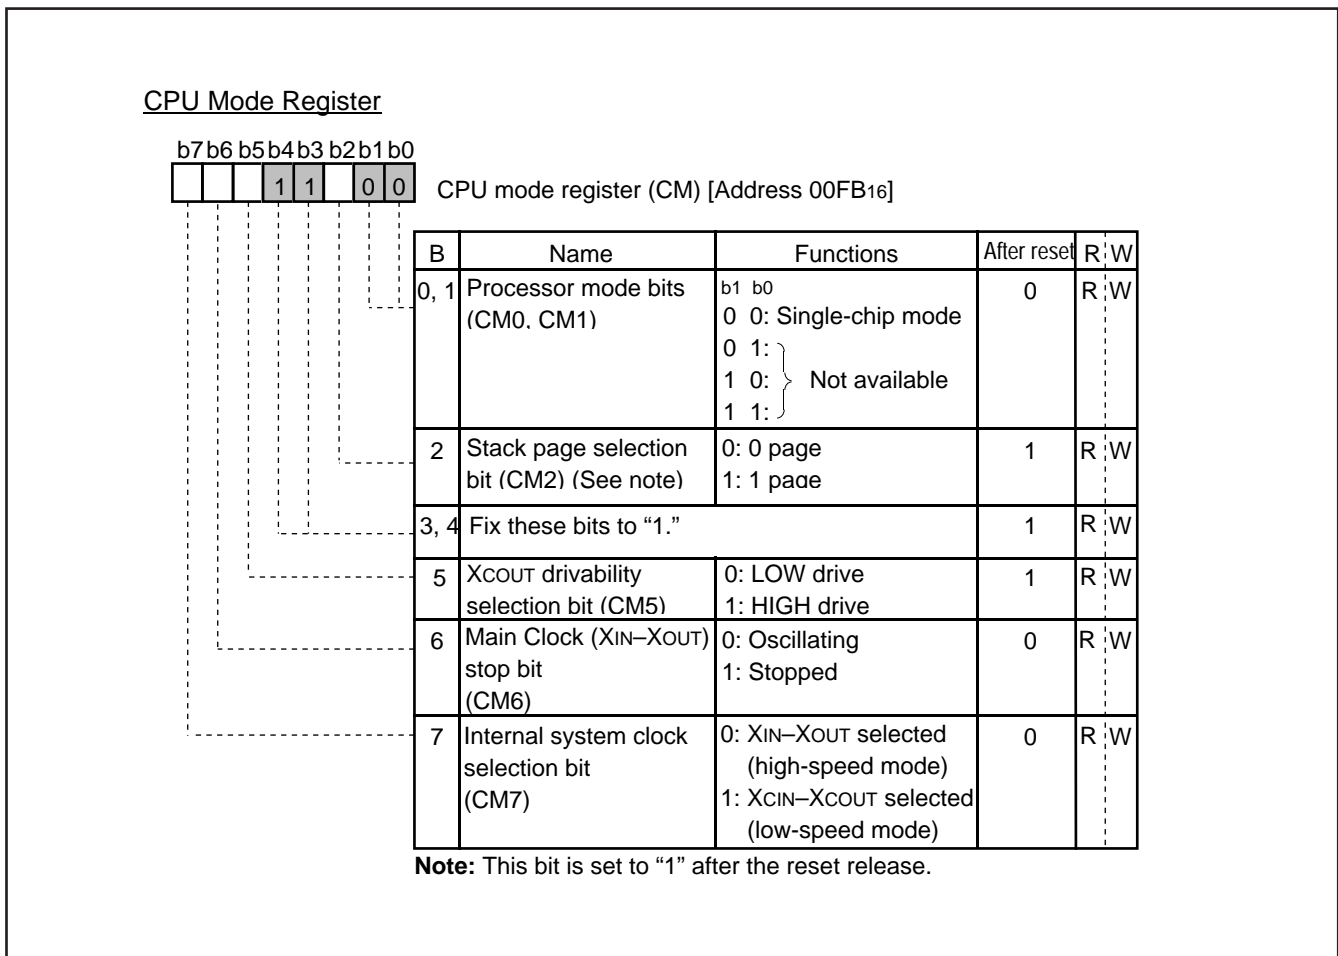 CPU Mode Register
b7 b6 b5 b4 b3 b2 b1 b0
1 1 0 0
CPU mode register (CM) [Address 00FB16]
B Name Functions After reset R W
0, 1 Processor mode bits b1 b0 0 R W
(CM0, CM1) 0 0: Single-chip mode
0 1:
1 0: Not available
1 1:
2 Stack page selection 0: 0 page 1 R W
bit (CM2) (See note) 1: 1 page
3, 4 Fix these bits to “1.” 1 R W
5 XCOUT drivability 0: LOW drive 1 R W
selection bit (CM5) 1: HIGH drive
6 Main Clock (XIN–XOUT) 0: Oscillating 0 R W
stop bit 1: Stopped
(CM6)
7 Internal system clock 0: XIN–XOUT selected 0 R W
selection bit (high-speed mode)
(CM7) 1: XCIN–XCOUT selected
(low-speed mode)
Note: This bit is set to “1” after the reset release.